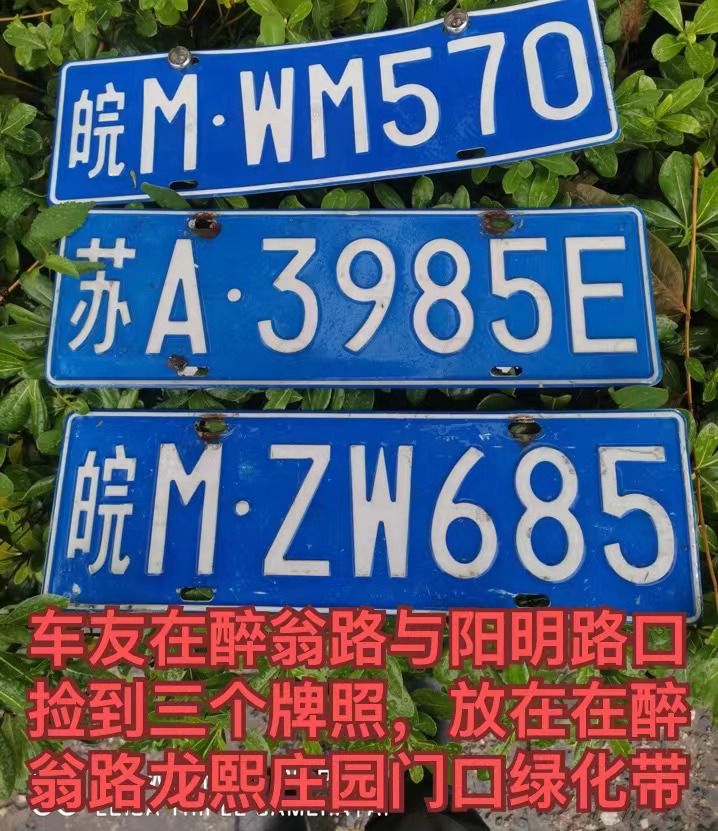 皖M·WM570
苏A·3985E
皖M·ZW685
车友在醉翁路与阳明路口
捡到三个牌照，放在在醉
翁路龙熙庄园门口绿化带